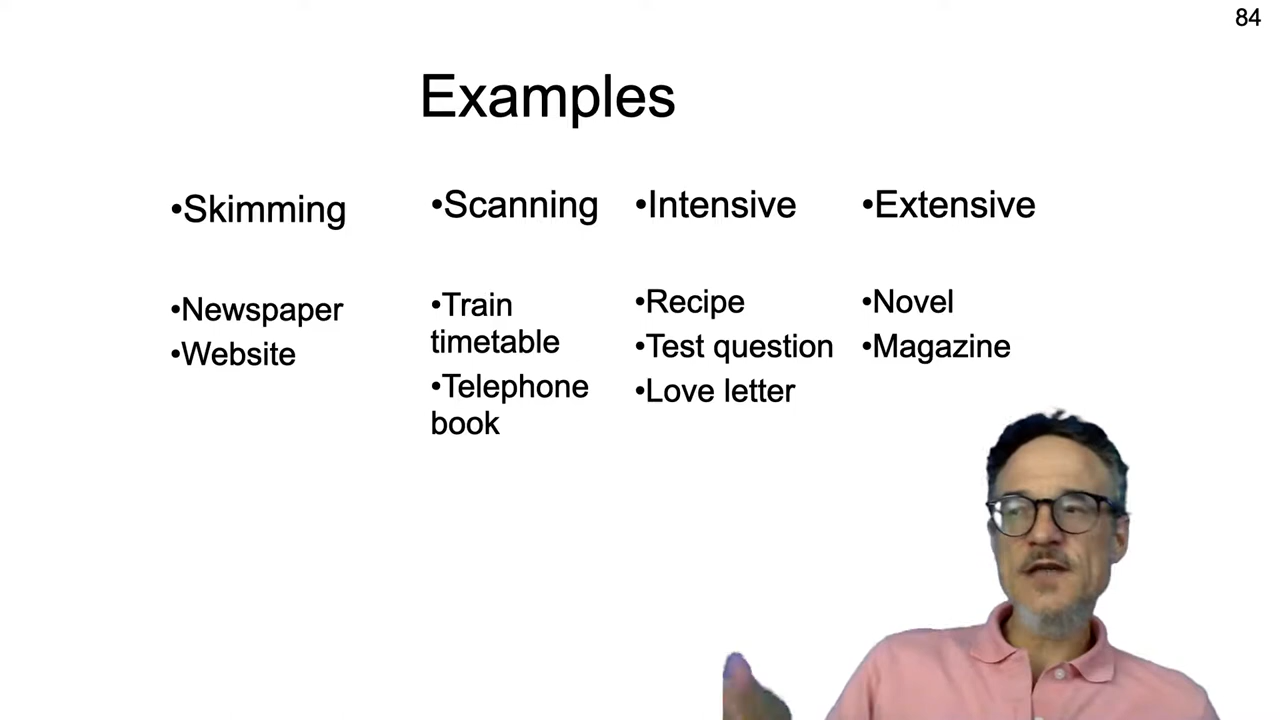 84
Examples
•Skimming
•Newspaper
•Website
•Scanning
•Train
timetable
•Telephone
book
•Intensive
•Recipe
•Test question
•Love letter
•Extensive
•Novel
•Magazine